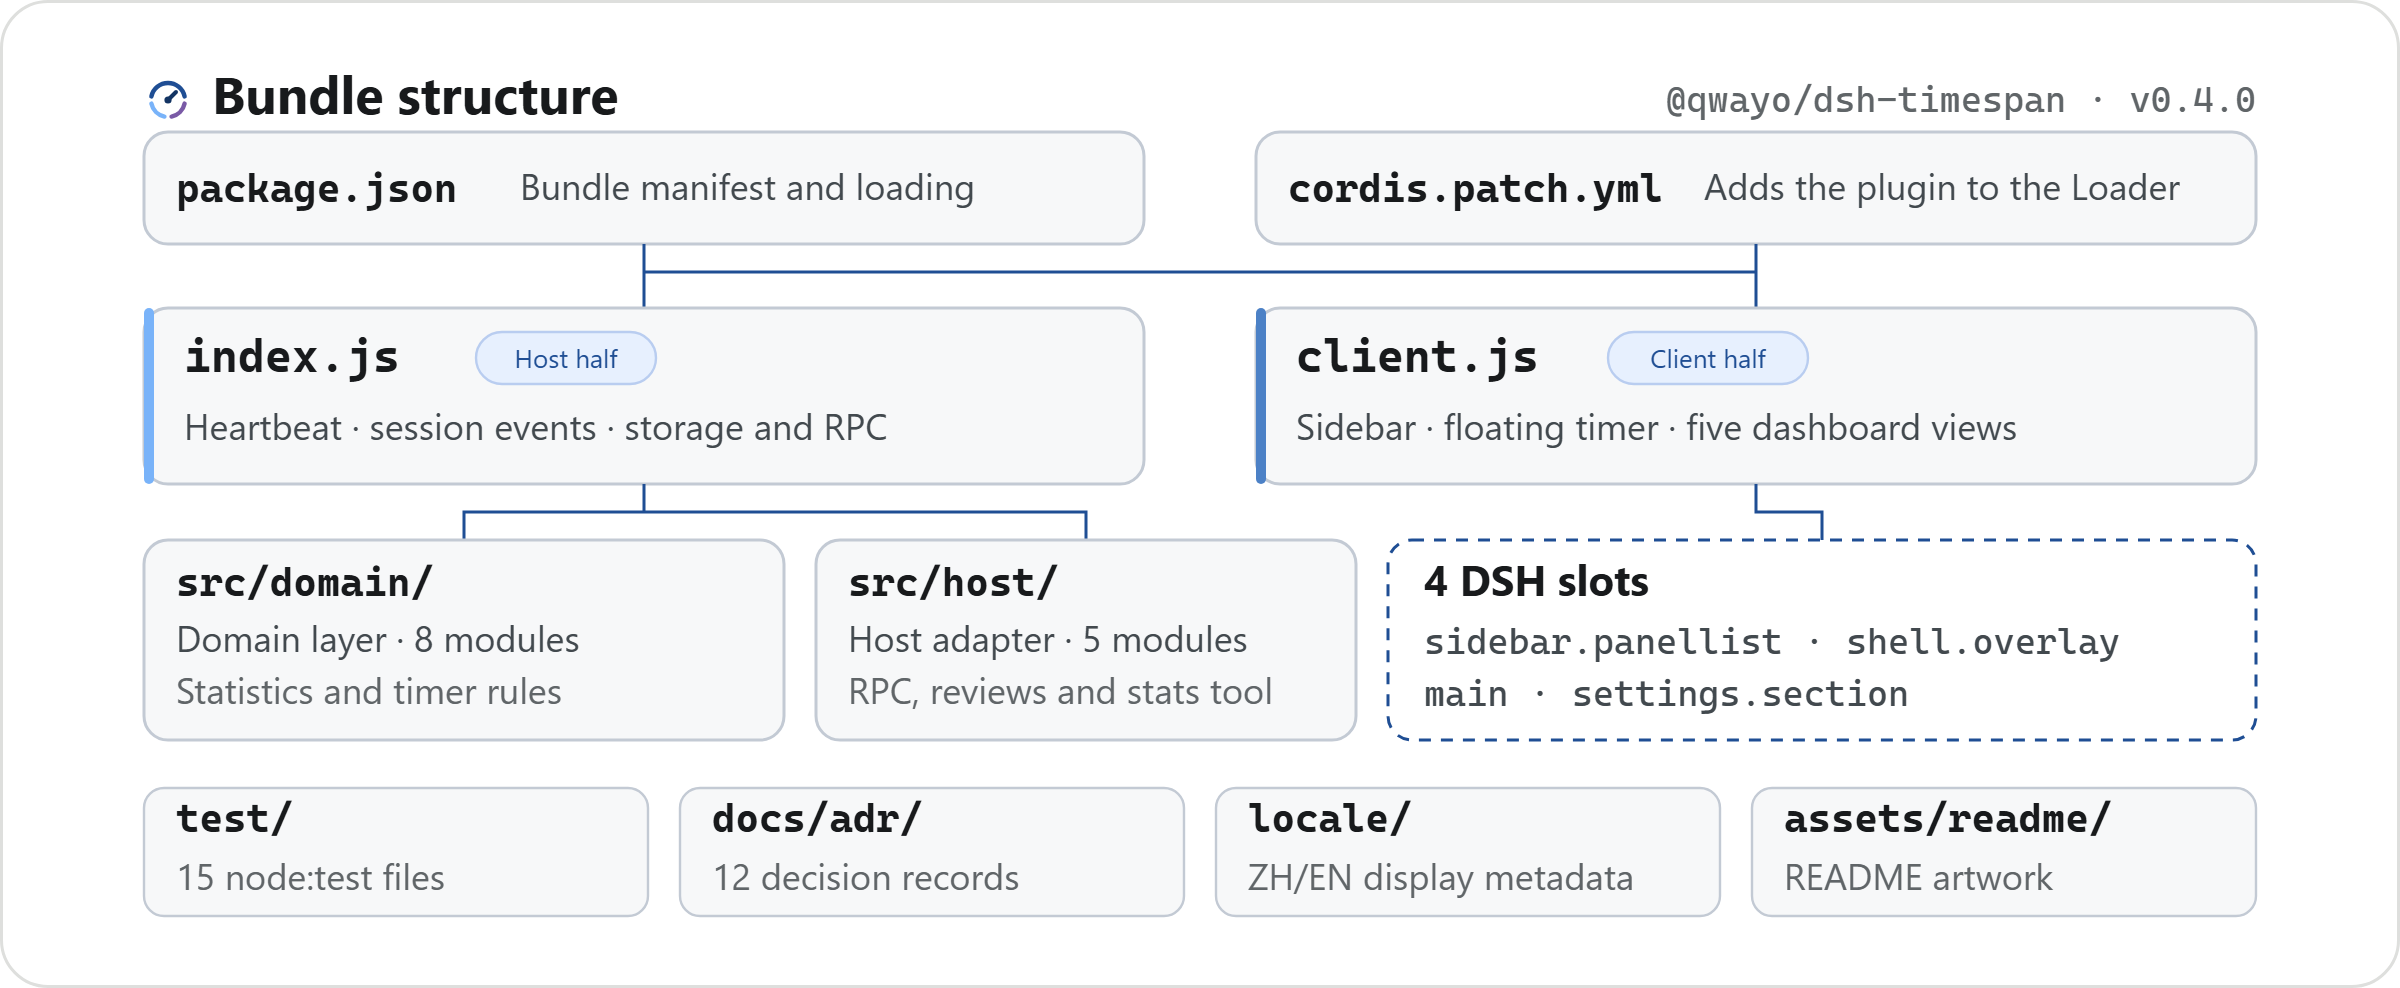 Bundle structure
@qwayo/dsh-timespan · v0.4.0
package.json Bundle manifest and loading
cordis.patch.yml Adds the plugin to the Loader
index.js Host half
Heartbeat · session events · storage and RPC
client.js Client half
Sidebar · floating timer · five dashboard views
src/domain/
Domain layer · 8 modules
Statistics and timer rules
src/host/
Host adapter · 5 modules
RPC, reviews and stats tool
4 DSH slots
sidebar.panellist · shell.overlay
main · settings.section
test/
15 node:test files
docs/adr/
12 decision records
locale/
ZH/EN display metadata
assets/readme/
README artwork